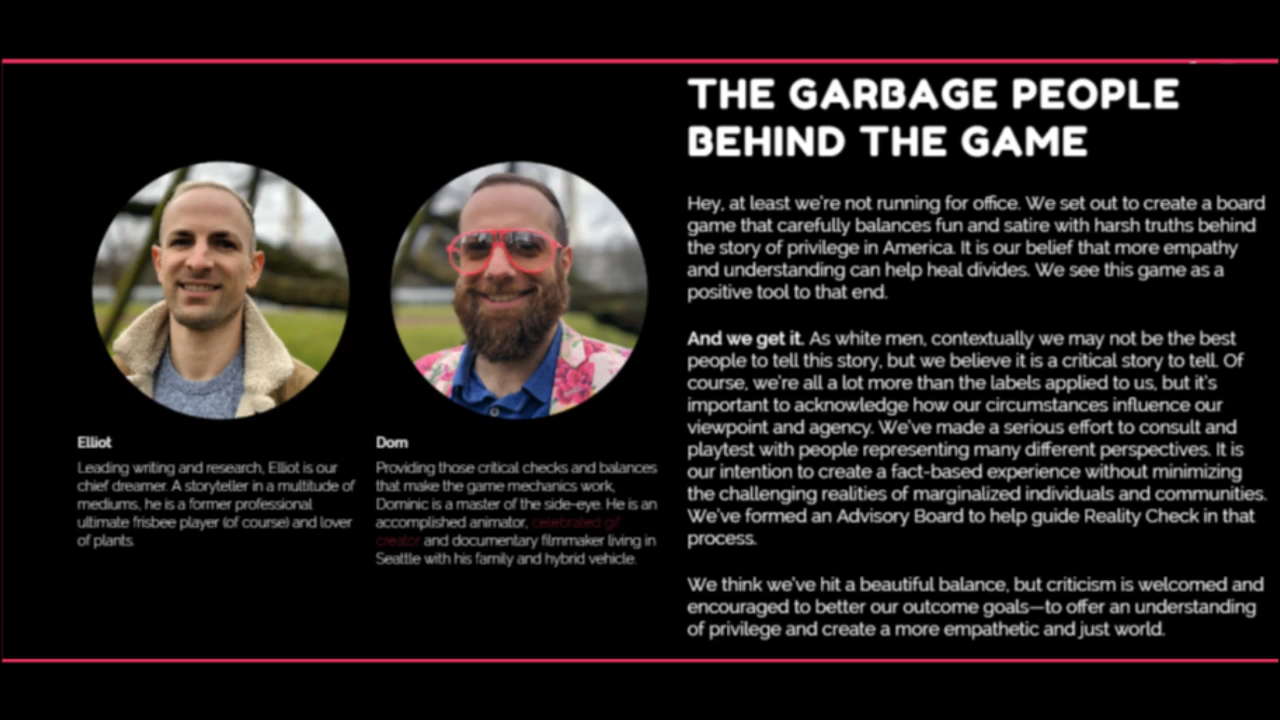 THE GARBAGE PEOPLE
BEHIND THE GAME
Hey, at least we're not running for office. We set out to create a board
game that carefully balances fun and satire with harsh truths behind
the story of privilege in America. It is our belief that more empathy
and understanding can help heal divides. We see this game as a
positive tool to that end.
And we get it. As white men, contextually we may not be the best
people to tell this story, but we believe it is a critical story to tell. Of
course, we're all a lot more than the labels applied to us, but it's
important to acknowledge how our circumstances influence our
viewpoint and agency. We've made a serious effort to consult and
playtest with people representing many different perspectives. It is
our intention to create a fact-based experience without minimizing
the challenging realities of marginalized individuals and communities.
We've formed an Advisory Board to help guide Reality Check in that
process.
We think we've hit a beautiful balance, but criticism is welcomed and
encouraged to better our outcome goals—to offer an understanding
of privilege and create a more empathetic and just world.
Elliot
Leading writing and research, Elliot is our
chief dreamer. A storyteller in a multitude of
mediums, he is a former professional
ultimate frisbee player (of course) and lover
of plants.
Dom
Providing those critical checks and balances
that make the game mechanics work,
Dominic is a master of the side-eye. He is an
accomplished animator, celebrated gif
creator and documentary filmmaker living in
Seattle with his family and hybrid vehicle.